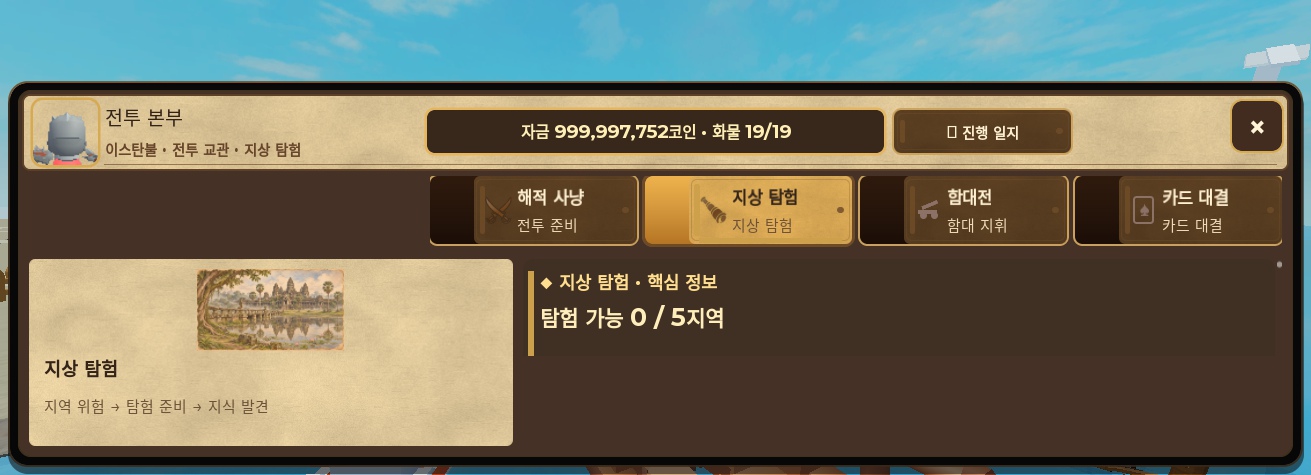 전투 본부
이스탄불 • 전투 교관 • 지상 탐험
자금 999,997,752코인 • 화물 19/19
진행 일지
×
해적 사냥
전투 준비
지상 탐험
지상 탐험
함대전
함대 지휘
카드 대결
카드 대결
지상 탐험
지역 위험 → 탐험 준비 → 지식 발견
◆ 지상 탐험 • 핵심 정보
탐험 가능 0 / 5지역